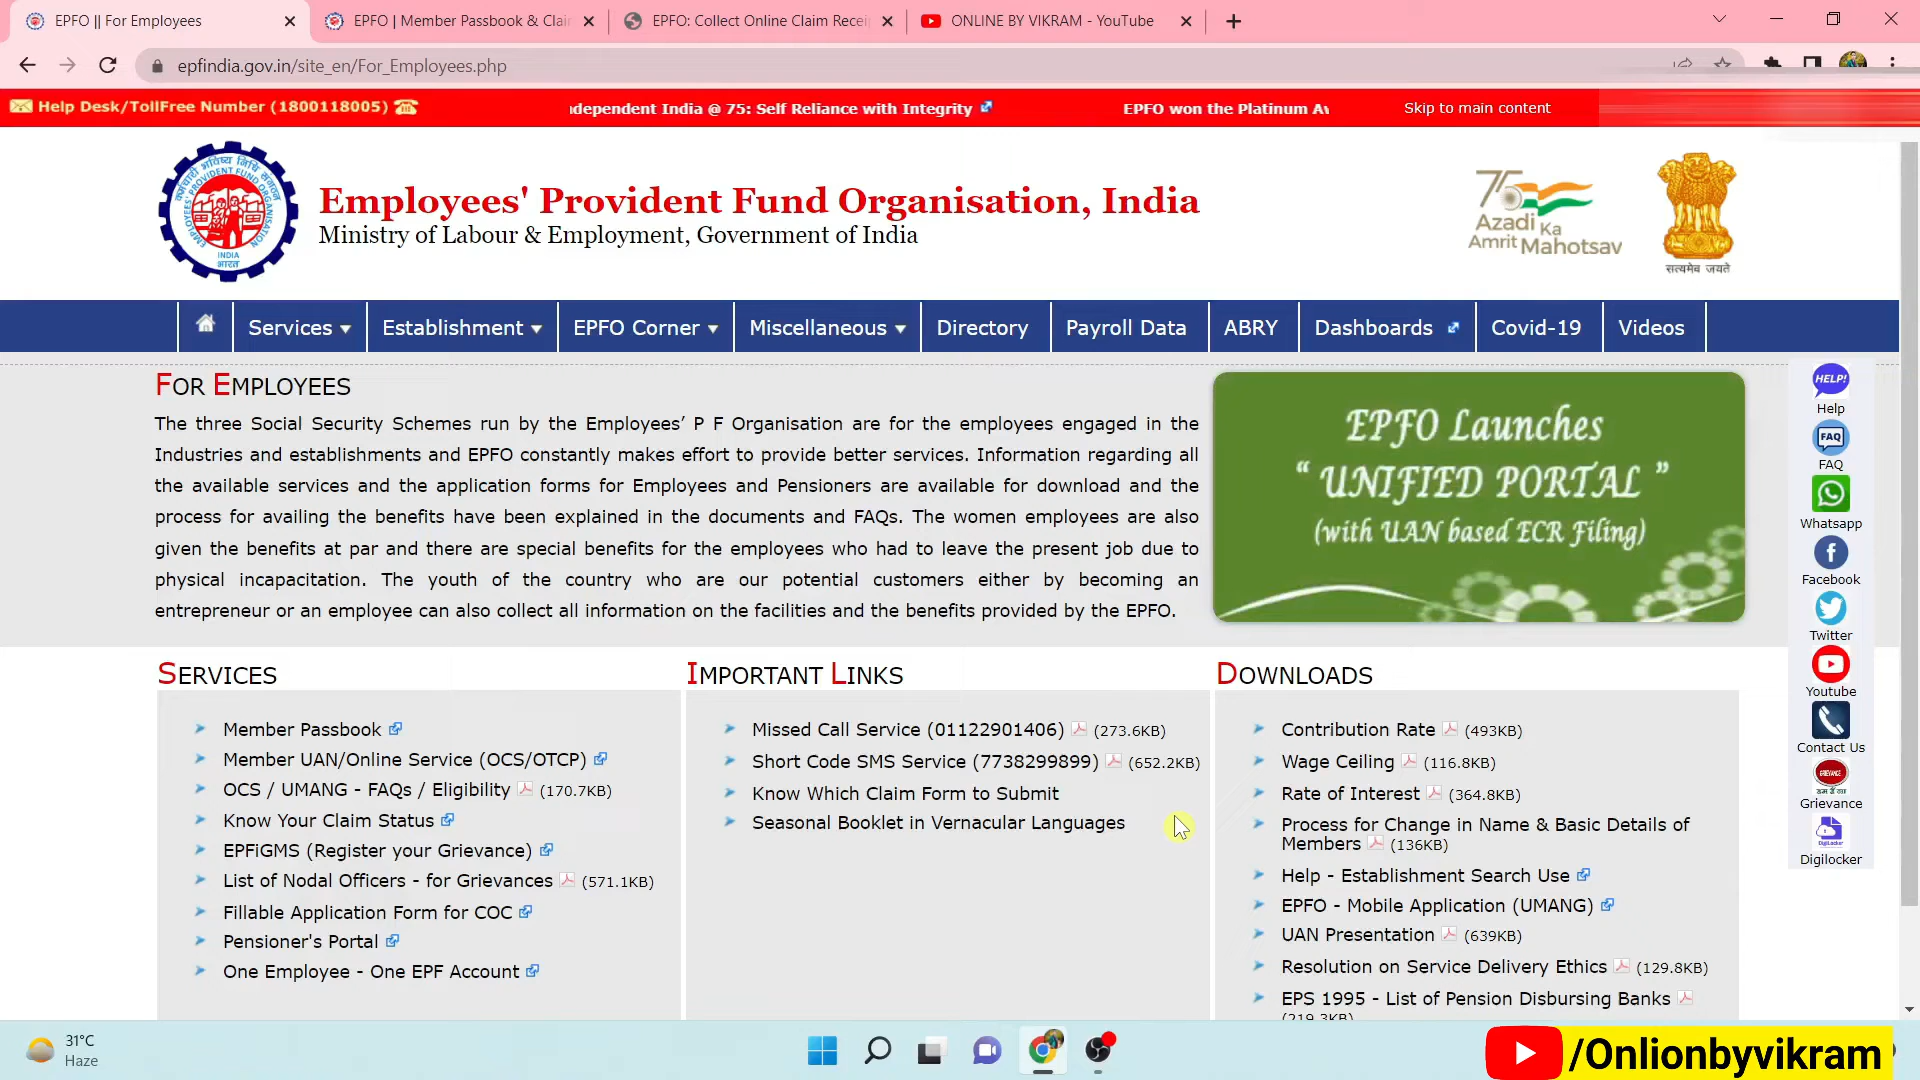 EPFO || For Employees
EPFO | Member Passbook & Clai
EPFO: Collect Online Claim Recei
ONLINE BY VIKRAM - YouTube
epfindia.gov.in/site_en/For_Employees.php
Help Desk/TollFree Number (1800118005)
dependent India @ 75: Self Reliance with Integrity
EPFO won the Platinum Av
Skip to main content
Employees' Provident Fund Organisation, India
Ministry of Labour & Employment, Government of India
75
Azadi Ka
Amrit Mahotsav
सत्यमेव जयते
EMPLOYEES' PROVIDENT FUND ORGANISATION
INDIA
भारत
Services
Establishment
EPFO Corner
Miscellaneous
Directory
Payroll Data
ABRY
Dashboards
Covid-19
Videos
FOR EMPLOYEES
The three Social Security Schemes run by the Employees’ P F Organisation are for the employees engaged in the
Industries and establishments and EPFO constantly makes effort to provide better services. Information regarding all
the available services and the application forms for Employees and Pensioners are available for download and the
process for availing the benefits have been explained in the documents and FAQs. The women employees are also
given the benefits at par and there are special benefits for the employees who had to leave the present job due to
physical incapacitation. The youth of the country who are our potential customers either by becoming an
entrepreneur or an employee can also collect all information on the facilities and the benefits provided by the EPFO.
EPFO Launches
“ UNIFIED PORTAL ”
(with UAN based ECR Filing)
HELP!
Help
FAQ
FAQ
Whatsapp
Facebook
Twitter
Youtube
Contact Us
GRIEVANCE
Grievance
DigiLocker
Digilocker
SERVICES
Member Passbook
Member UAN/Online Service (OCS/OTCP)
OCS / UMANG - FAQs / Eligibility (170.7KB)
Know Your Claim Status
EPFiGMS (Register your Grievance)
List of Nodal Officers - for Grievances (571.1KB)
Fillable Application Form for COC
Pensioner's Portal
One Employee - One EPF Account
IMPORTANT LINKS
Missed Call Service (01122901406) (273.6KB)
Short Code SMS Service (7738299899) (652.2KB)
Know Which Claim Form to Submit
Seasonal Booklet in Vernacular Languages
DOWNLOADS
Contribution Rate (493KB)
Wage Ceiling (116.8KB)
Rate of Interest (364.8KB)
Process for Change in Name & Basic Details of
Members (136KB)
Help - Establishment Search Use
EPFO - Mobile Application (UMANG)
UAN Presentation (639KB)
Resolution on Service Delivery Ethics (129.8KB)
EPS 1995 - List of Pension Disbursing Banks
(219.3KB)
31°C
Haze
/Onlionbyvikram